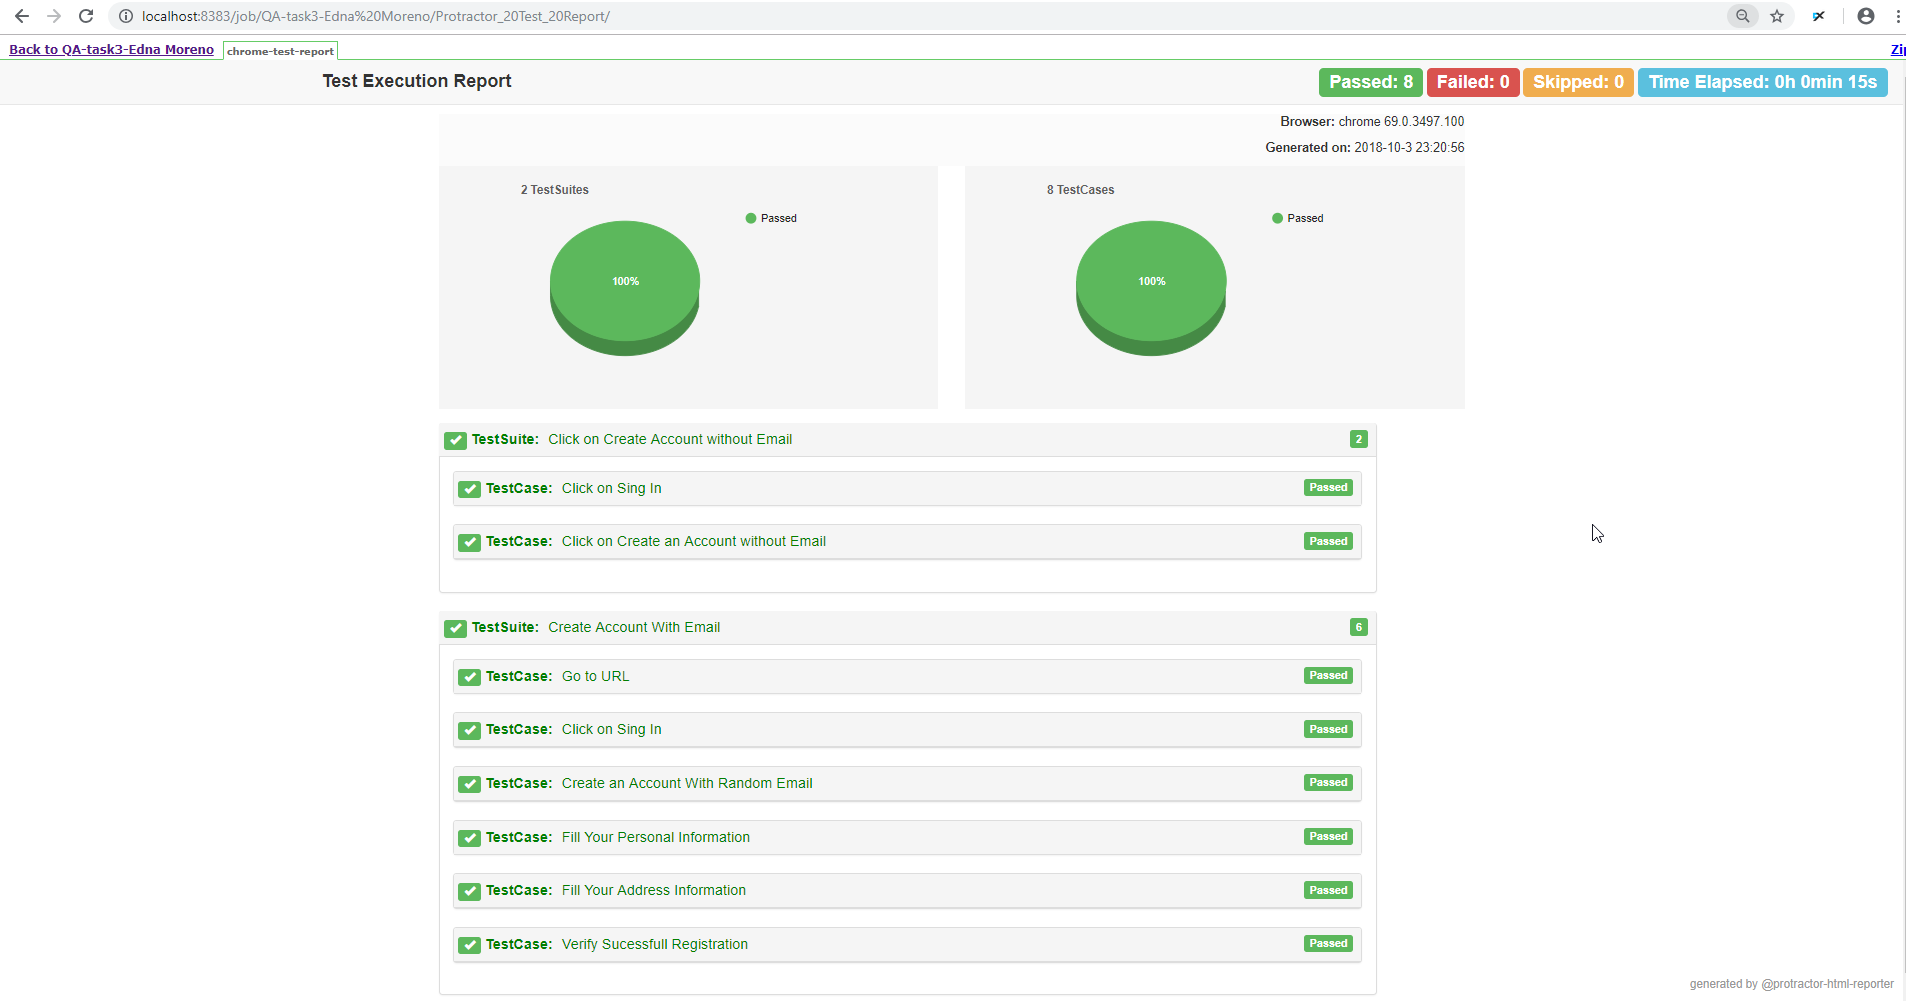 localhost:8383/job/QA-task3-Edna%20Moreno/Protractor_20Test_20Report/
Back to QA-task3-Edna Moreno chrome-test-report Zip
Test Execution Report Passed: 8 Failed: 0 Skipped: 0 Time Elapsed: 0h 0min 15s
Browser: chrome 69.0.3497.100
Generated on: 2018-10-3 23:20:56
2 TestSuites
Passed
100%
8 TestCases
Passed
100%
TestSuite: Click on Create Account without Email 2
TestCase: Click on Sing In Passed
TestCase: Click on Create an Account without Email Passed
TestSuite: Create Account With Email 6
TestCase: Go to URL Passed
TestCase: Click on Sing In Passed
TestCase: Create an Account With Random Email Passed
TestCase: Fill Your Personal Information Passed
TestCase: Fill Your Address Information Passed
TestCase: Verify Sucessfull Registration Passed
generated by @protractor-html-reporter